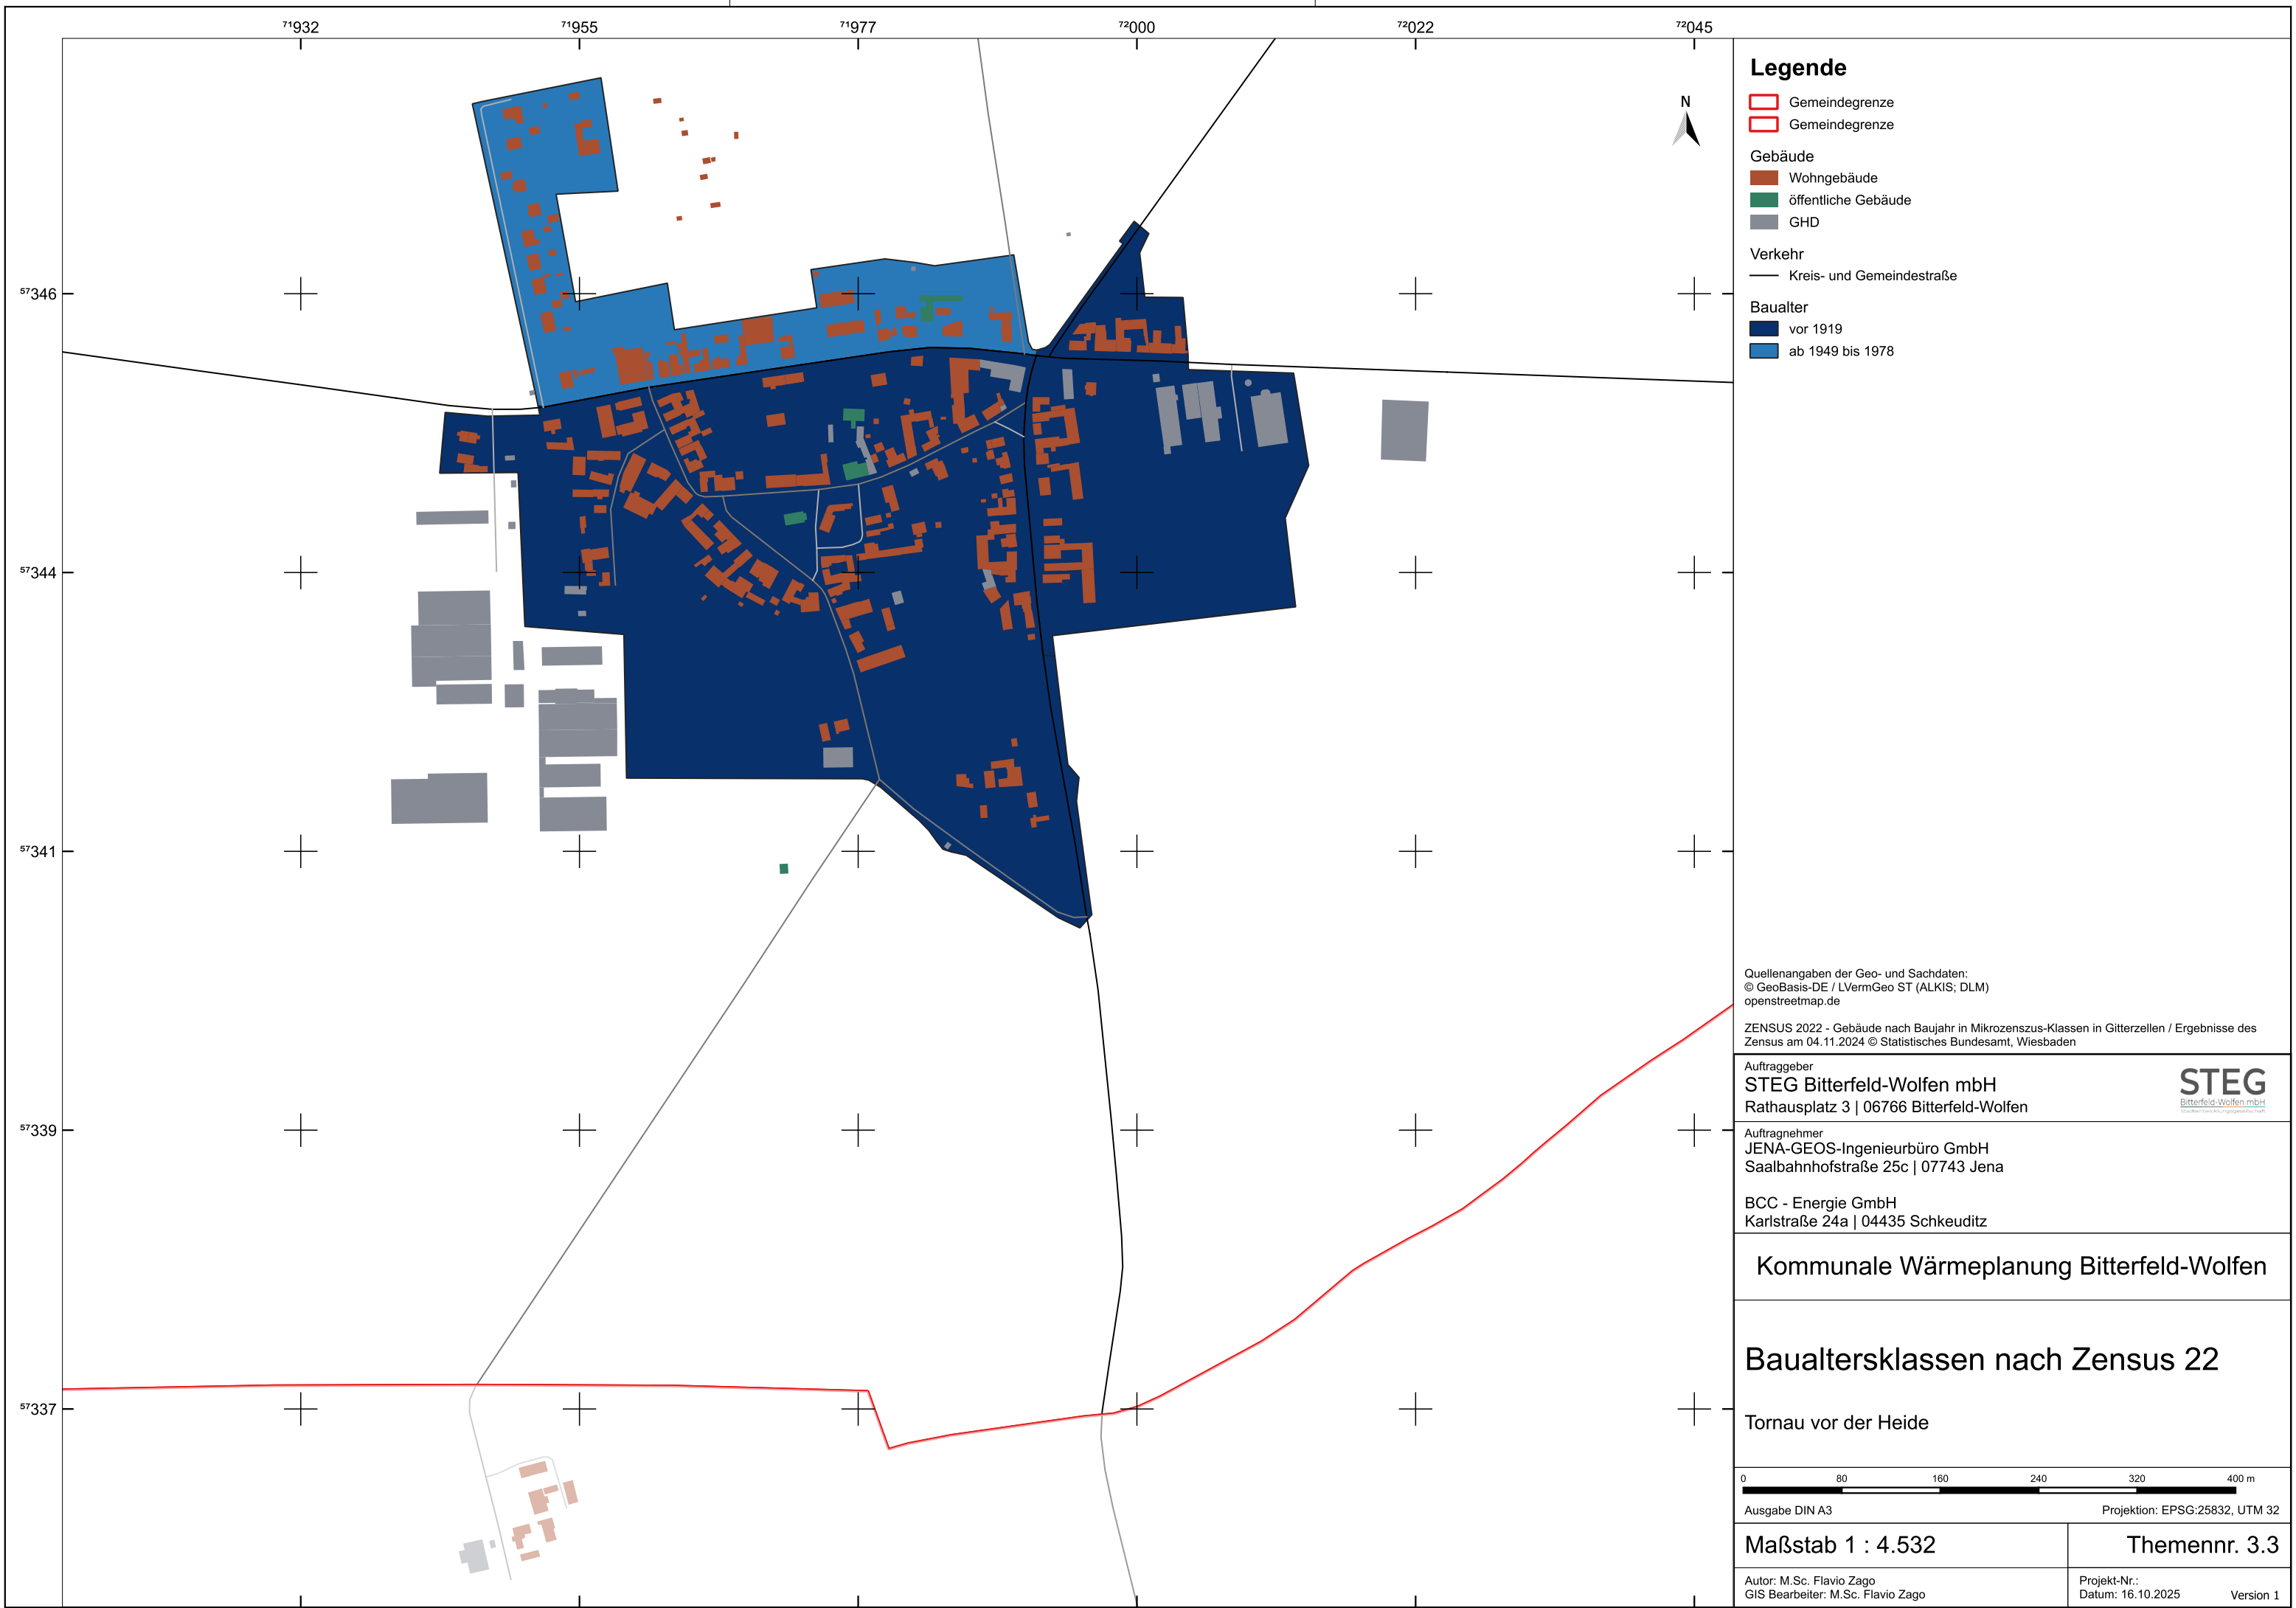 ⁷¹932
⁷¹955
⁷¹977
⁷²000
⁷²022
⁷²045
⁵⁷346
⁵⁷344
⁵⁷341
⁵⁷339
⁵⁷337
N
Legende
Gemeindegrenze
Gemeindegrenze
Gebäude
Wohngebäude
öffentliche Gebäude
GHD
Verkehr
Kreis- und Gemeindestraße
Baualter
vor 1919
ab 1949 bis 1978
Quellenangaben der Geo- und Sachdaten:
© GeoBasis-DE / LVermGeo ST (ALKIS; DLM)
openstreetmap.de
ZENSUS 2022 - Gebäude nach Baujahr in Mikrozenszus-Klassen in Gitterzellen / Ergebnisse des
Zensus am 04.11.2024 © Statistisches Bundesamt, Wiesbaden
Auftraggeber
STEG Bitterfeld-Wolfen mbH
Rathausplatz 3 | 06766 Bitterfeld-Wolfen
STEG
Bitterfeld-Wolfen mbH
Stadtentwicklungsgesellschaft
Auftragnehmer
JENA-GEOS-Ingenieurbüro GmbH
Saalbahnhofstraße 25c | 07743 Jena
BCC - Energie GmbH
Karlstraße 24a | 04435 Schkeuditz
Kommunale Wärmeplanung Bitterfeld-Wolfen
Baualtersklassen nach Zensus 22
Tornau vor der Heide
0 80 160 240 320 400 m
Ausgabe DIN A3 Projektion: EPSG:25832, UTM 32
Maßstab 1 : 4.532 Themennr. 3.3
Autor: M.Sc. Flavio Zago
GIS Bearbeiter: M.Sc. Flavio Zago
Projekt-Nr.:
Datum: 16.10.2025 Version 1